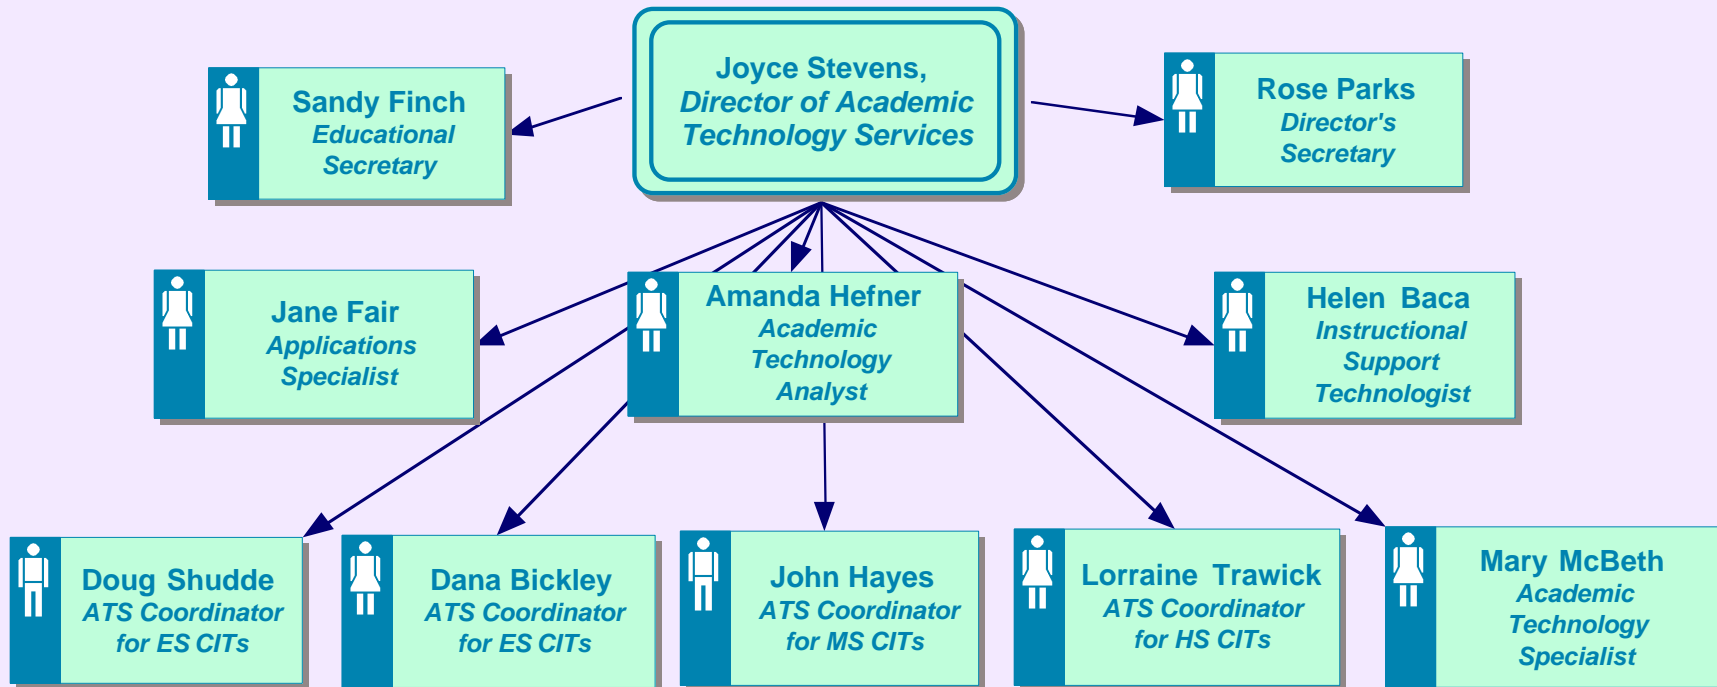 Joyce Stevens,
Director of Academic
Technology Services
Sandy Finch
Educational
Secretary
Rose Parks
Director's
Secretary
Jane Fair
Applications
Specialist
Amanda Hefner
Academic
Technology
Analyst
Helen Baca
Instructional
Support
Technologist
Doug Shudde
ATS Coordinator
for ES CITs
Dana Bickley
ATS Coordinator
for ES CITs
John Hayes
ATS Coordinator
for MS CITs
Lorraine Trawick
ATS Coordinator
for HS CITs
Mary McBeth
Academic
Technology
Specialist